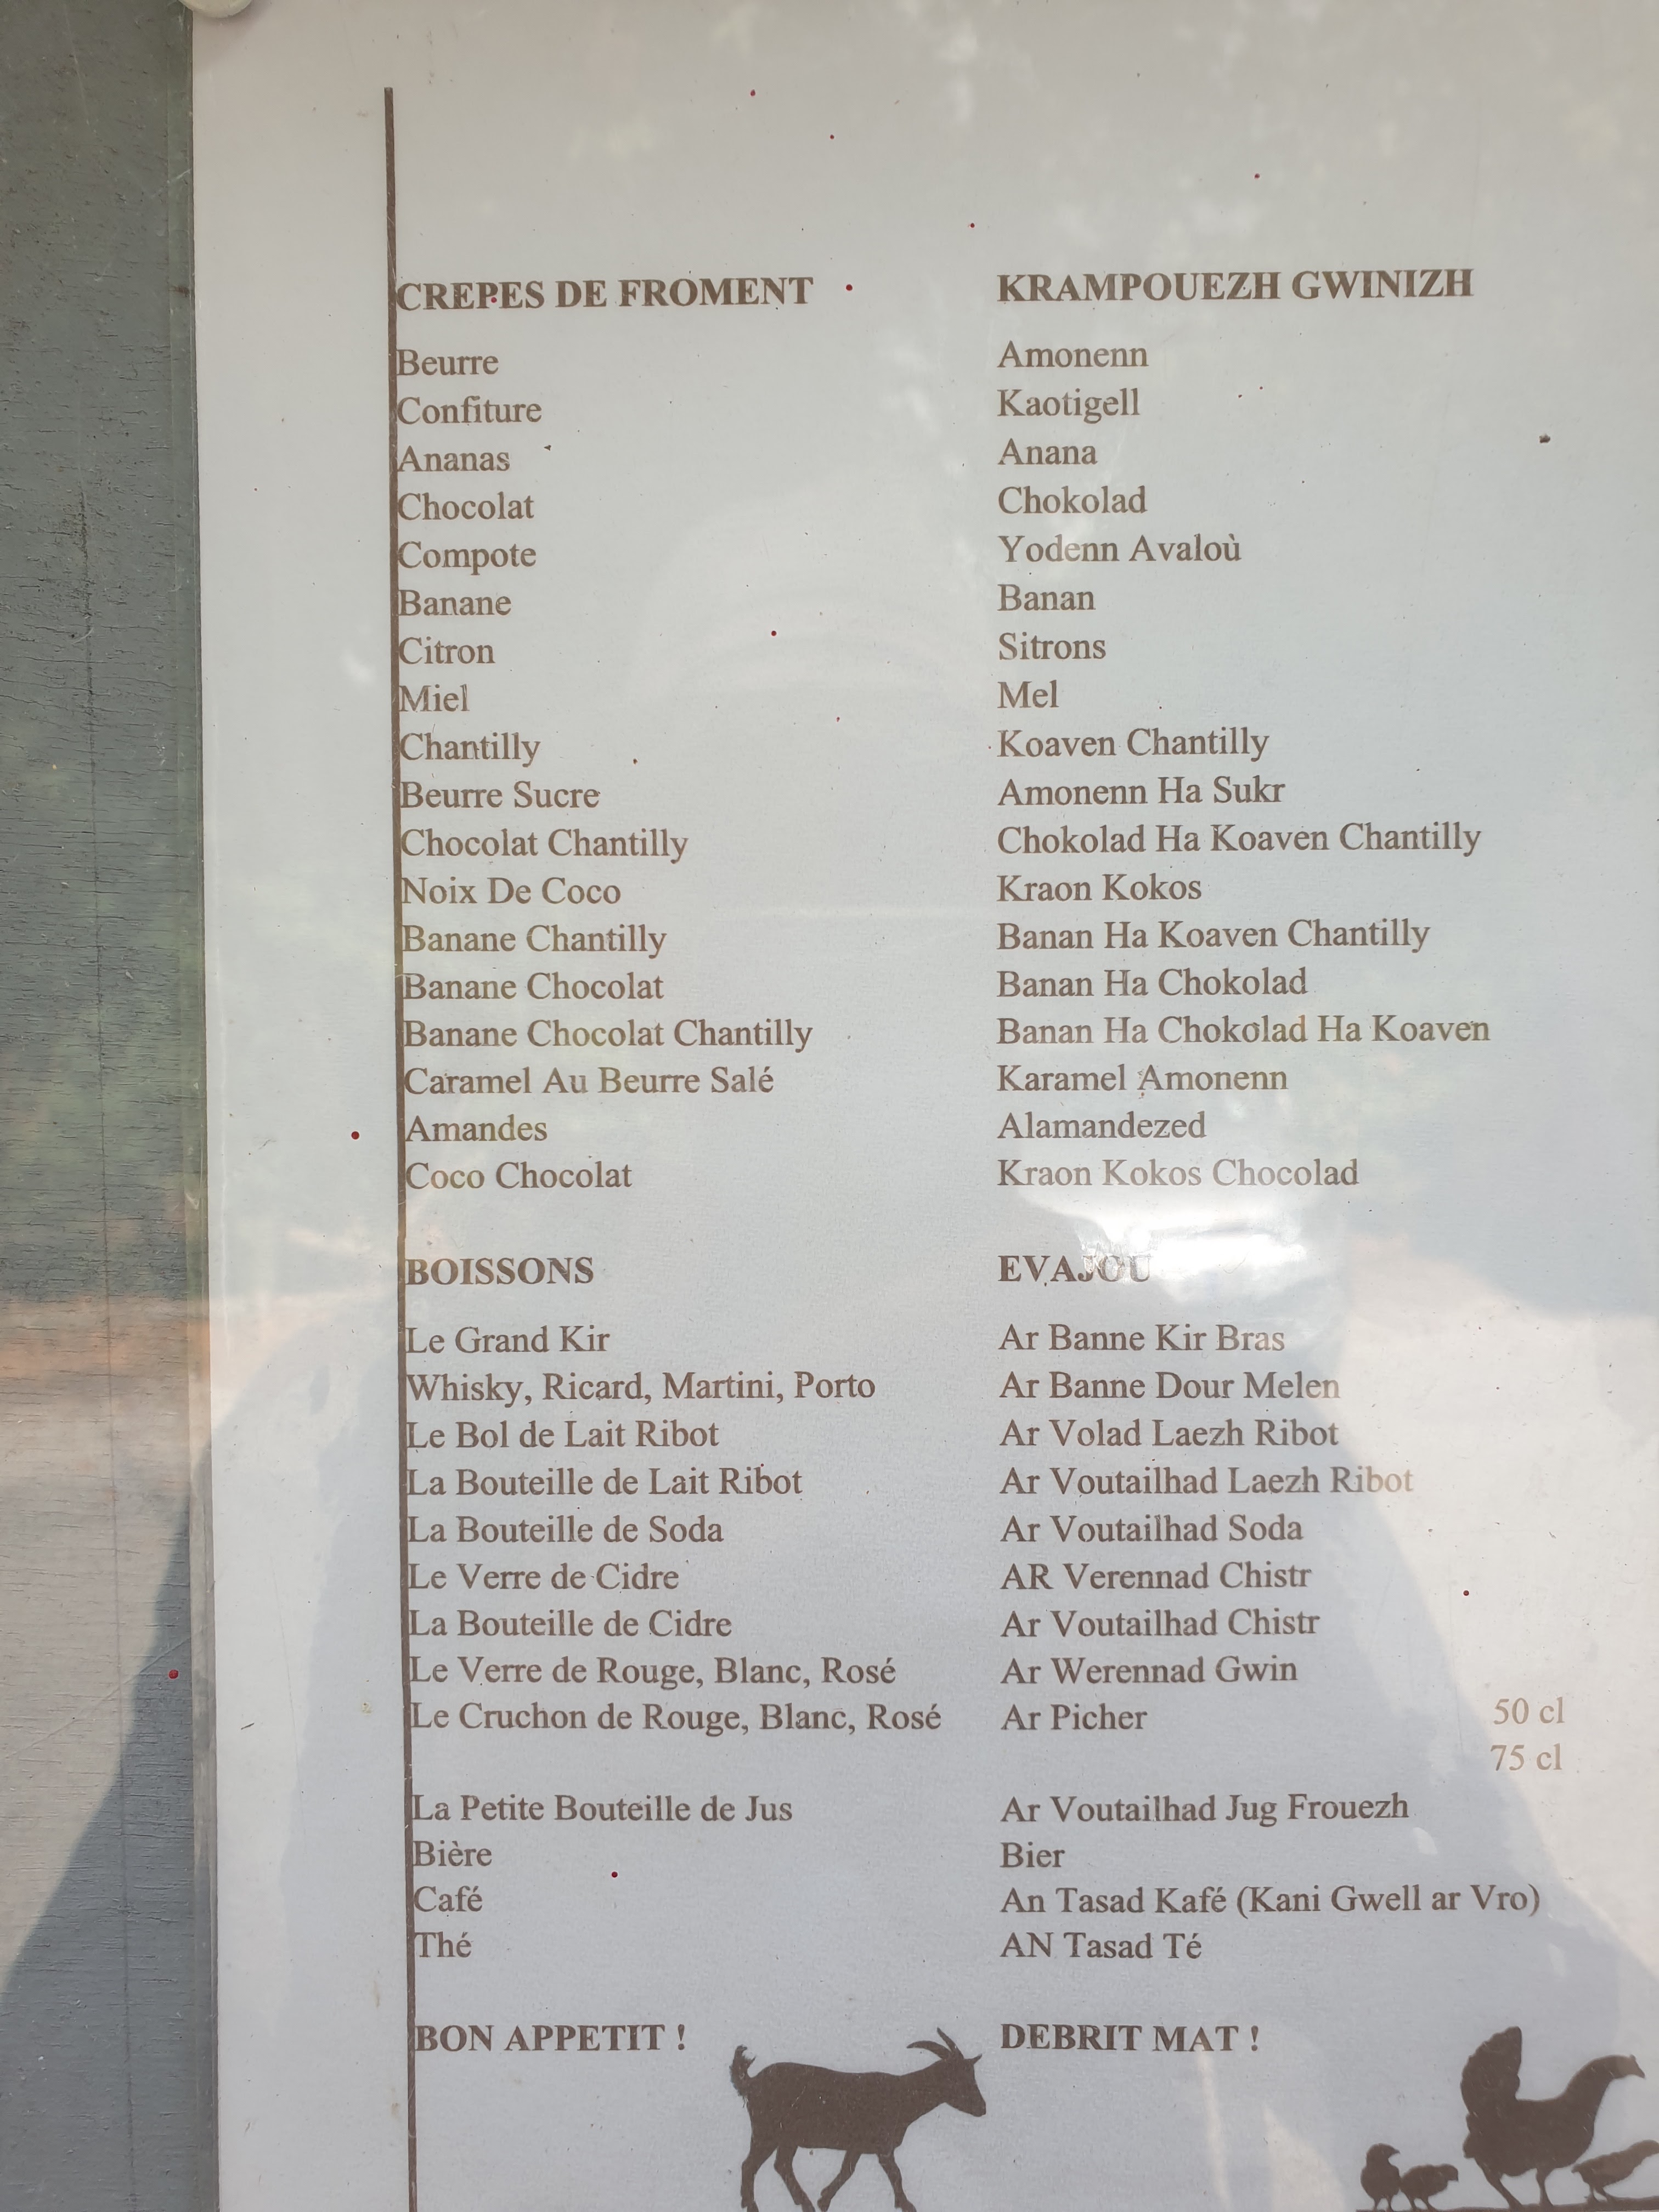 CREPES DE FROMENT KRAMPOUEZH GWINIZH
Beurre Amonenn
Confiture Kaotigell
Ananas Anana
Chocolat Chokolad
Compote Yodenn Avaloù
Banane Banan
Citron Sitrons
Miel Mel
Chantilly Koaven Chantilly
Beurre Sucre Amonenn Ha Sukr
Chocolat Chantilly Chokolad Ha Koaven Chantilly
Noix De Coco Kraon Kokos
Banane Chantilly Banan Ha Koaven Chantilly
Banane Chocolat Banan Ha Chokolad
Banane Chocolat Chantilly Banan Ha Chokolad Ha Koaven
Caramel Au Beurre Salé Karamel Amonenn
Amandes Alamandezed
Coco Chocolat Kraon Kokos Chocolad
BOISSONS EVAJOU
Le Grand Kir Ar Banne Kir Bras
Whisky, Ricard, Martini, Porto Ar Banne Dour Melen
Le Bol de Lait Ribot Ar Volad Laezh Ribot
La Bouteille de Lait Ribot Ar Voutailhad Laezh Ribot
La Bouteille de Soda Ar Voutailhad Soda
Le Verre de Cidre AR Verennad Chistr
La Bouteille de Cidre Ar Voutailhad Chistr
Le Verre de Rouge, Blanc, Rosé Ar Werennad Gwin
Le Cruchon de Rouge, Blanc, Rosé Ar Picher 50 cl
75 cl
La Petite Bouteille de Jus Ar Voutailhad Jug Frouezh
Bière Bier
Café An Tasad Kafé (Kani Gwell ar Vro)
Thé AN Tasad Té
BON APPETIT ! DEBRIT MAT !